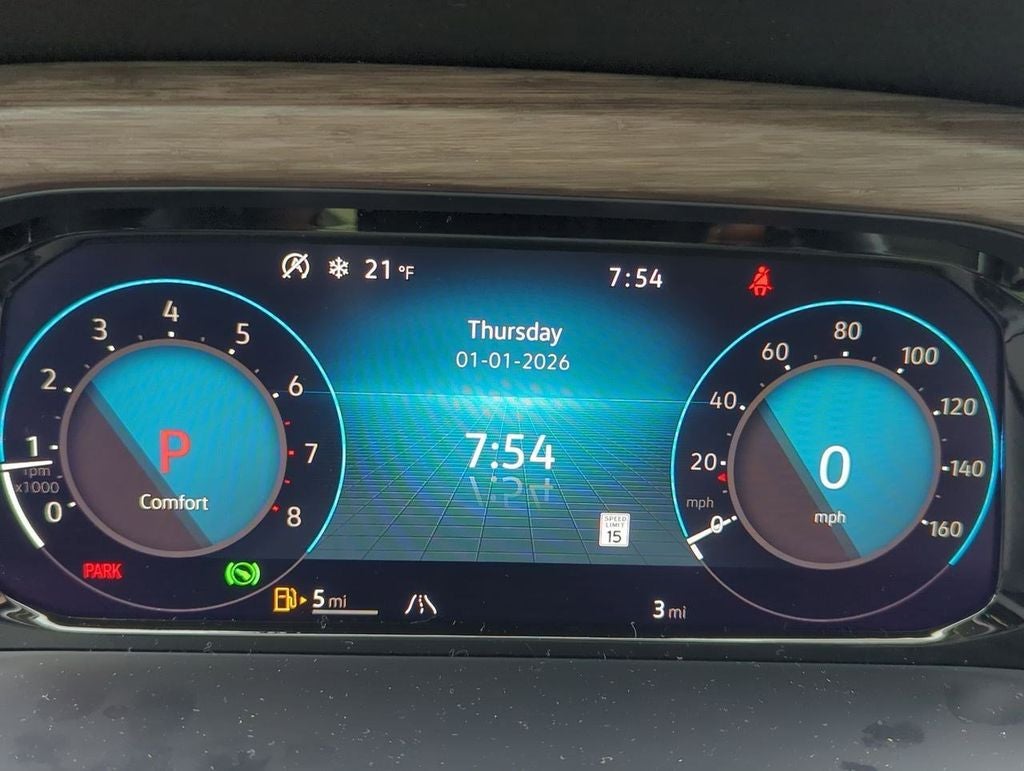 21 °F
7:54
Thursday
01-01-2026
7:54
0
1
2
3
4
5
6
7
8
rpm
x1000
P
Comfort
0
20
40
60
80
100
120
140
160
mph
0
mph
SPEED
LIMIT
15
PARK
5 mi
3 mi